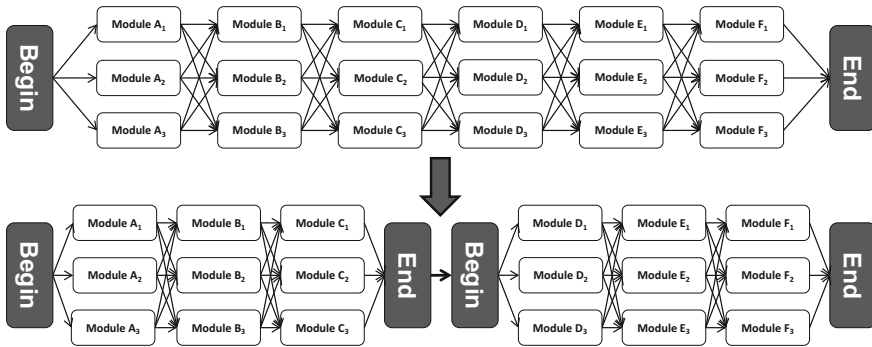 Begin
Module A₁ Module B₁ Module C₁ Module D₁ Module E₁ Module F₁
Module A₂ Module B₂ Module C₂ Module D₂ Module E₂ Module F₂
Module A₃ Module B₃ Module C₃ Module D₃ Module E₃ Module F₃
End
Begin
Module A₁ Module B₁ Module C₁
Module A₂ Module B₂ Module C₂
Module A₃ Module B₃ Module C₃
End
Begin
Module D₁ Module E₁ Module F₁
Module D₂ Module E₂ Module F₂
Module D₃ Module E₃ Module F₃
End